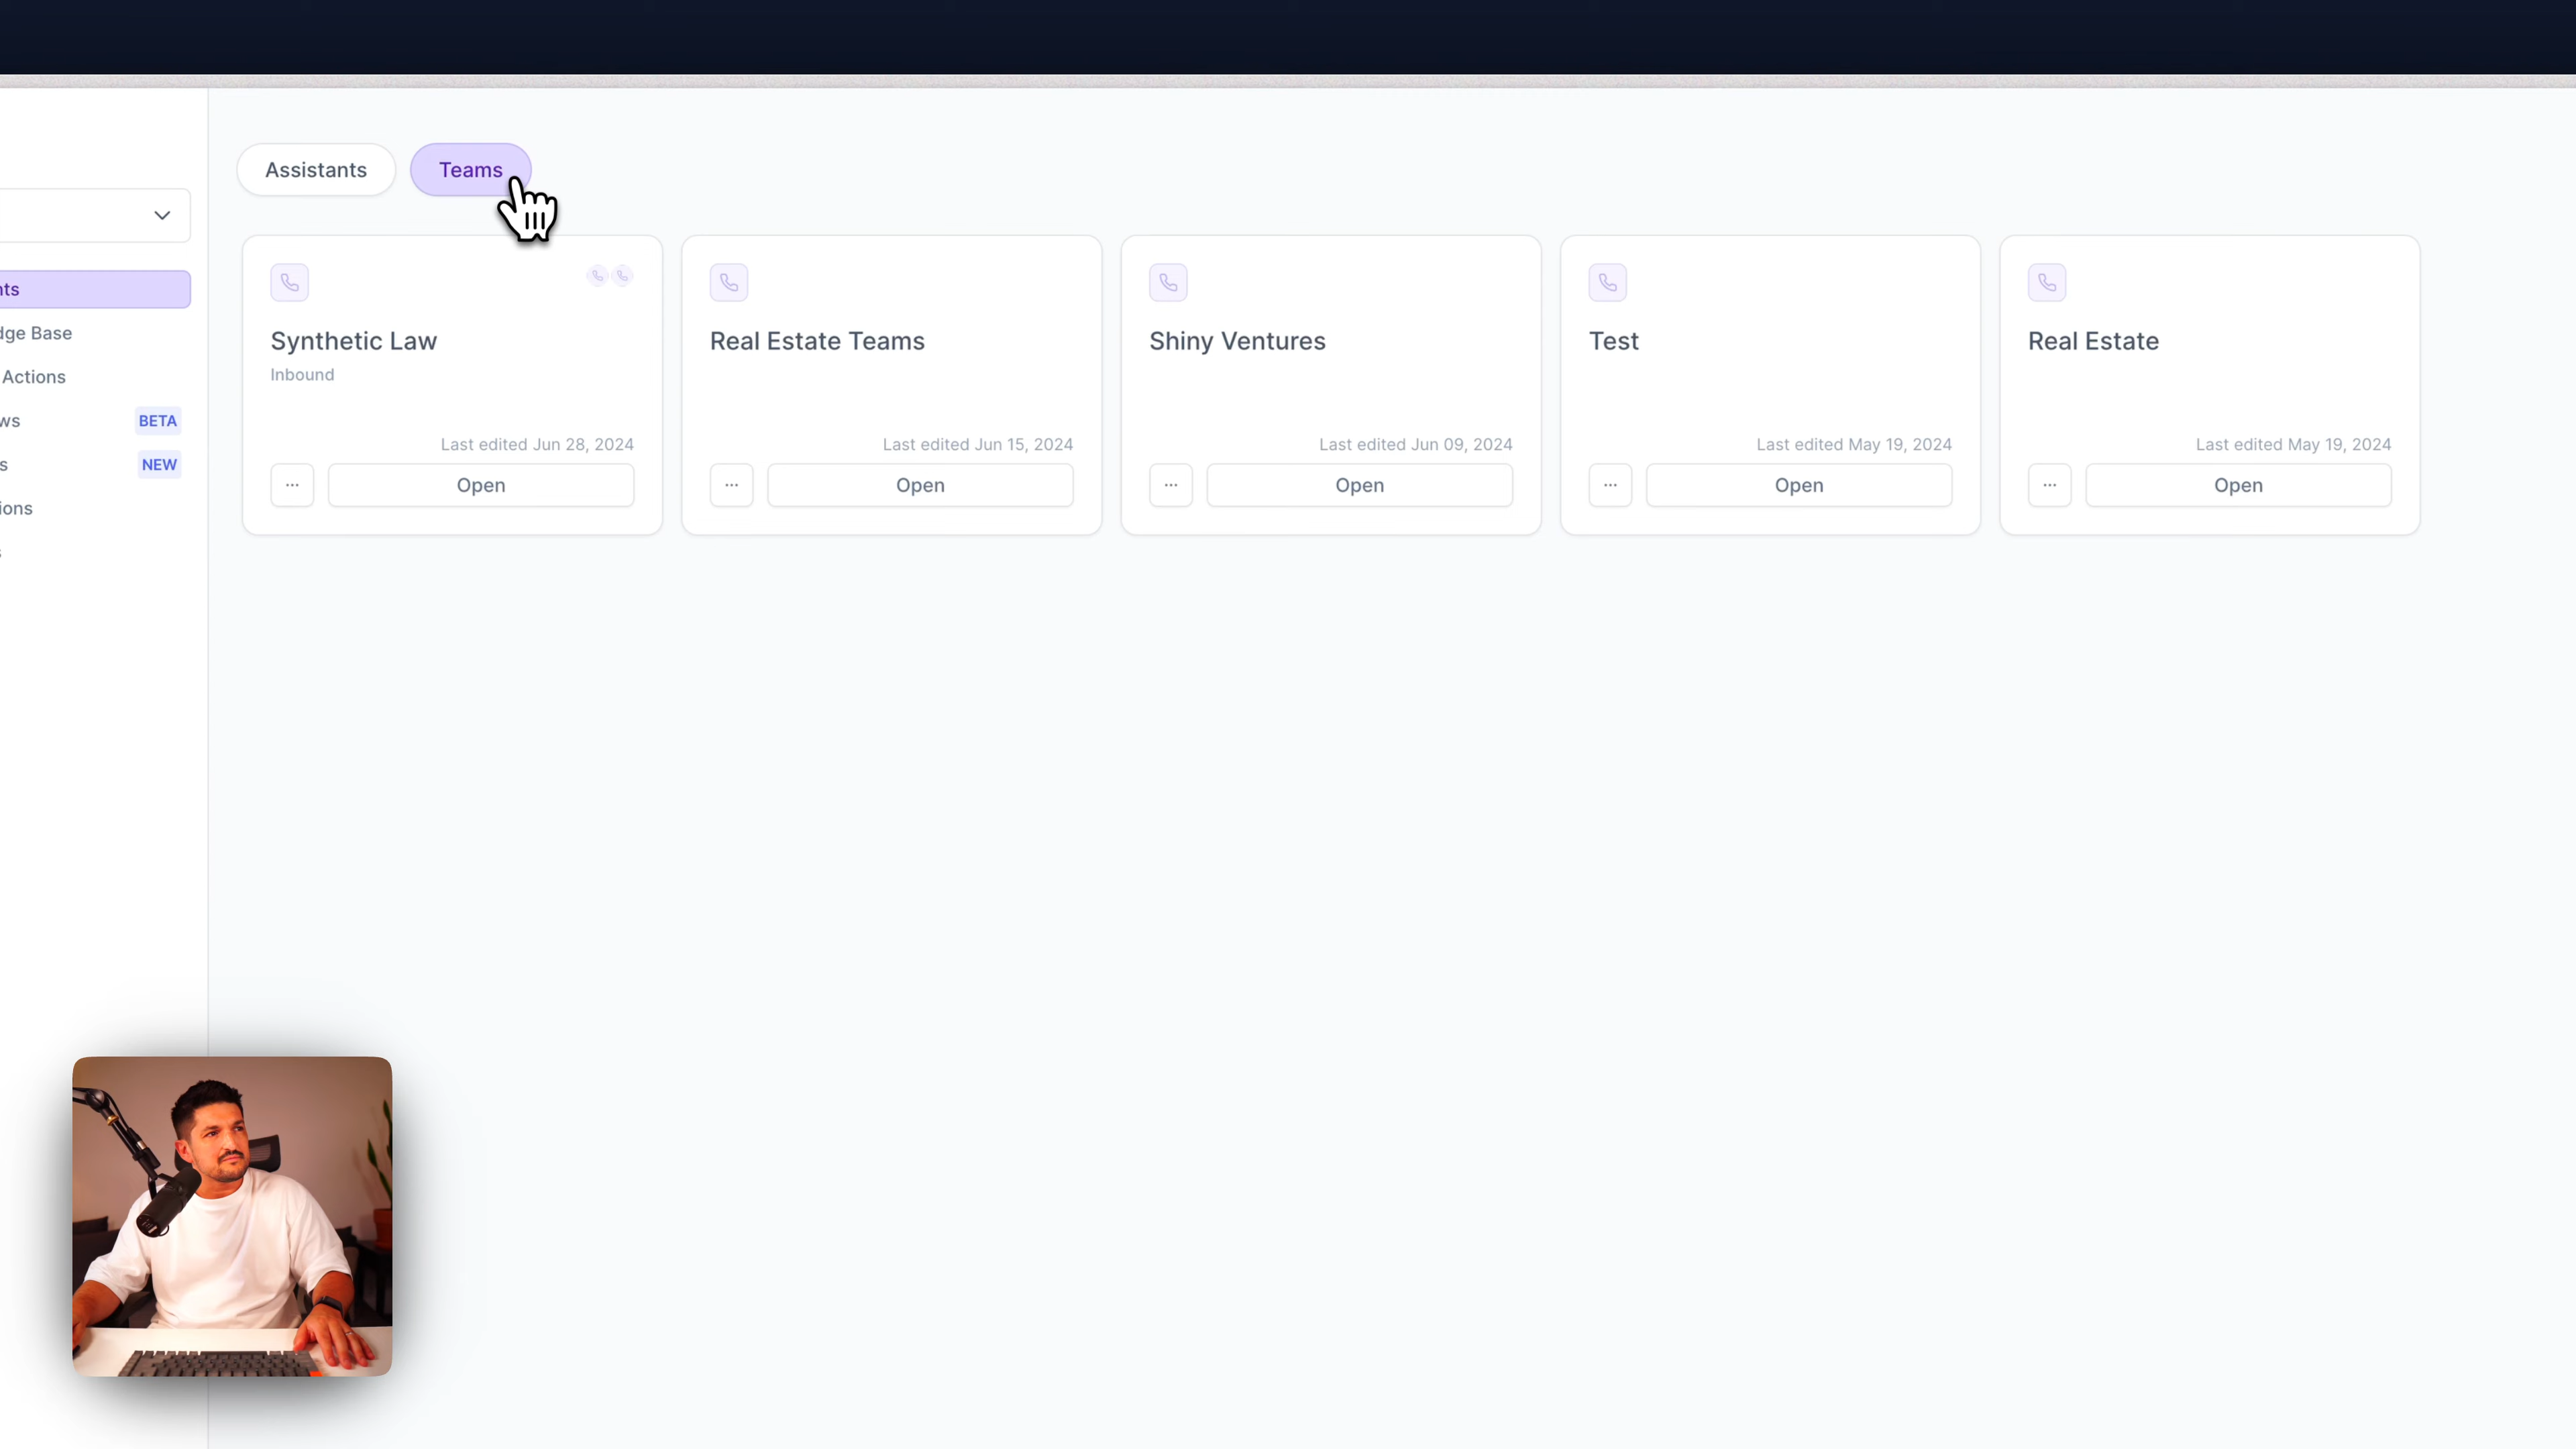 Assistants
Teams
nts
dge Base
Actions
ws
BETA
s
NEW
ions
s
Synthetic Law
Inbound
Last edited Jun 28, 2024
...
Open
Real Estate Teams
Last edited Jun 15, 2024
...
Open
Shiny Ventures
Last edited Jun 09, 2024
...
Open
Test
Last edited May 19, 2024
...
Open
Real Estate
Last edited May 19, 2024
...
Open